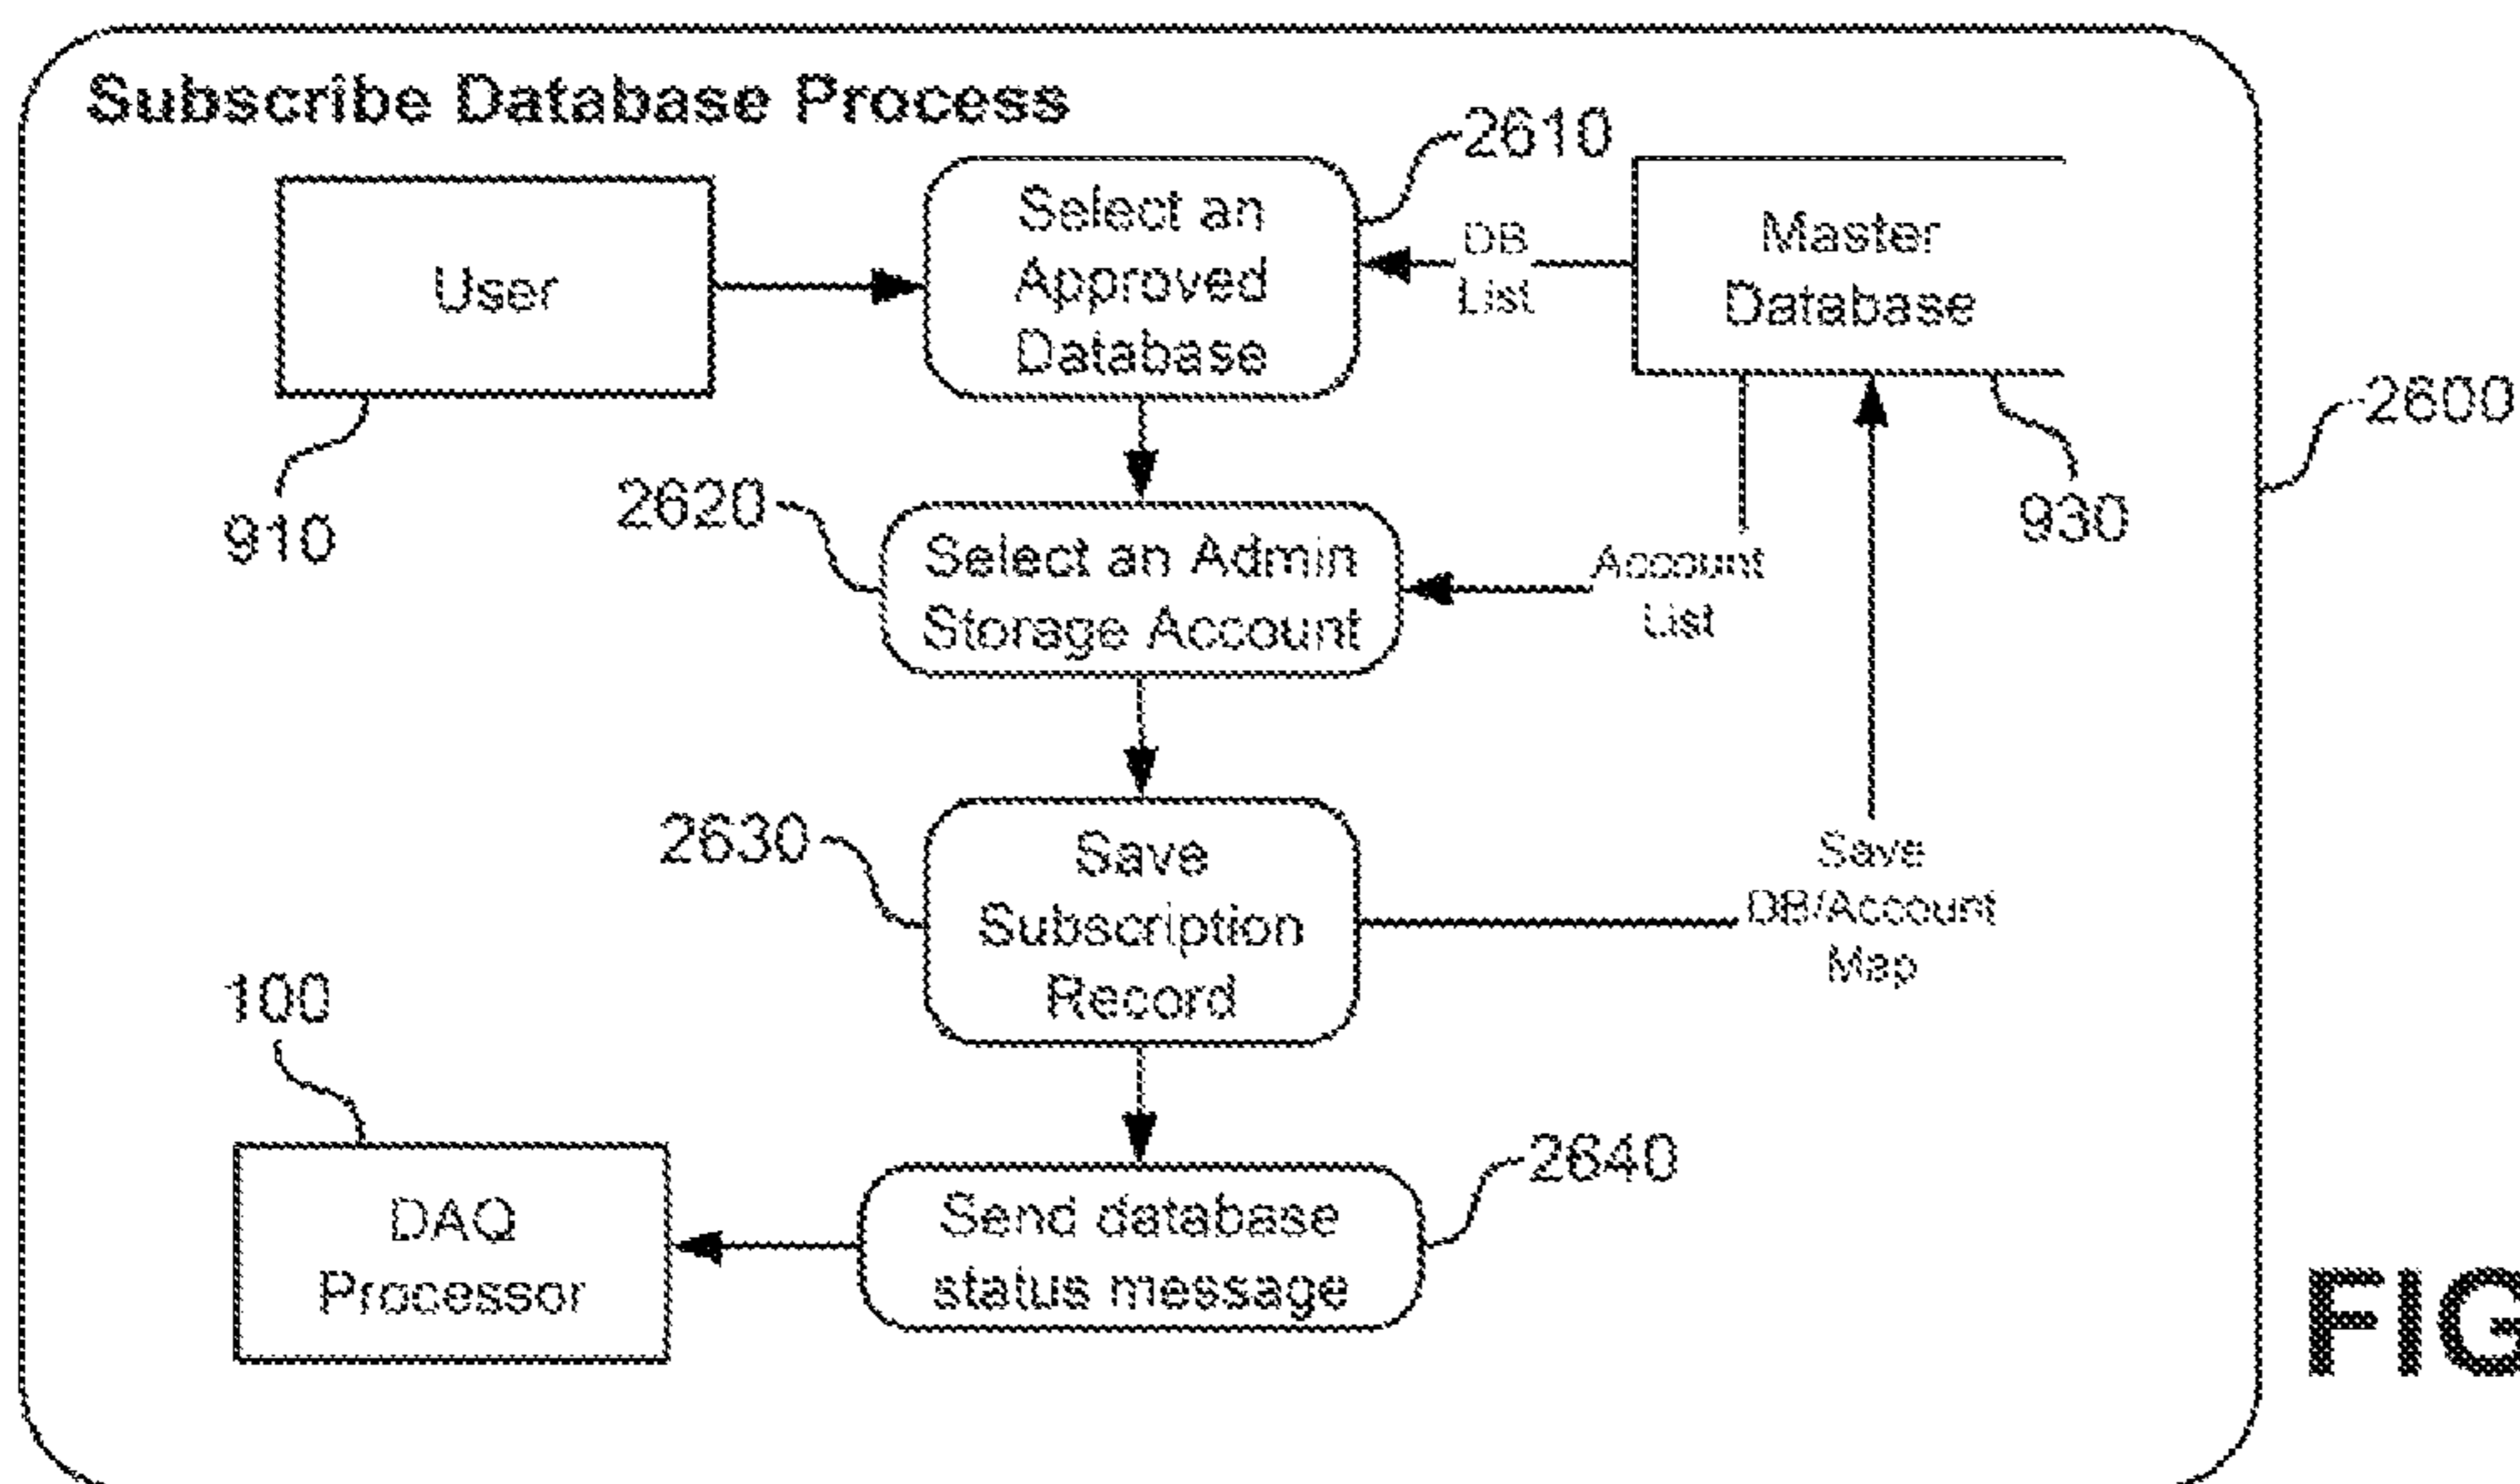 Subscribe Database Process
2610
User
Select an
Approved
Database
DB
List
Master
Database
2600
910
2620
930
Select an Admin
Storage Account
Account
List
2630
Save
Subscription
Record
Save
DB/Account
Map
100
2640
DAQ
Processor
Send database
status message
FIG